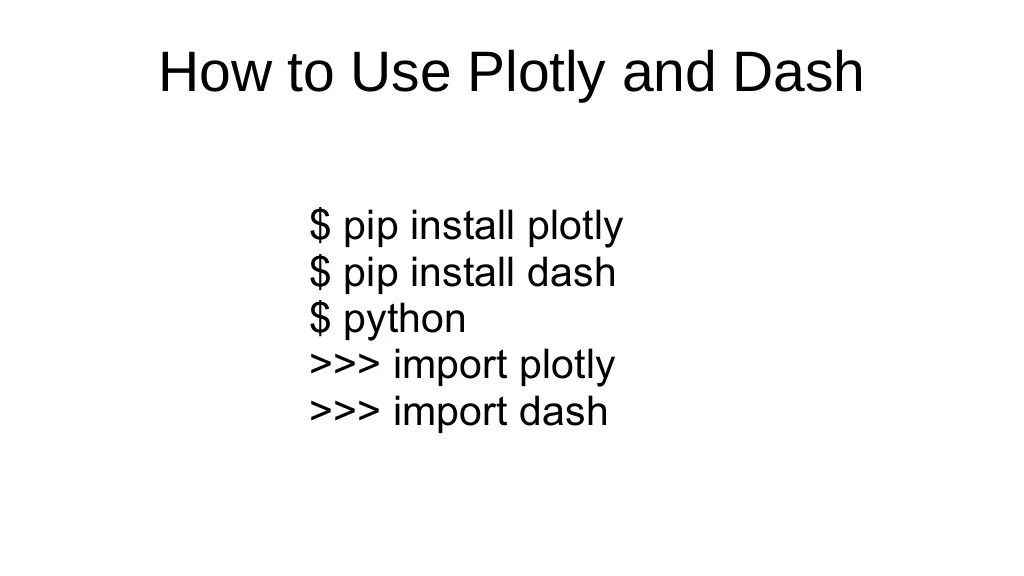 How to Use Plotly and Dash
$ pip install plotly
$ pip install dash
$ python
>>> import plotly
>>> import dash